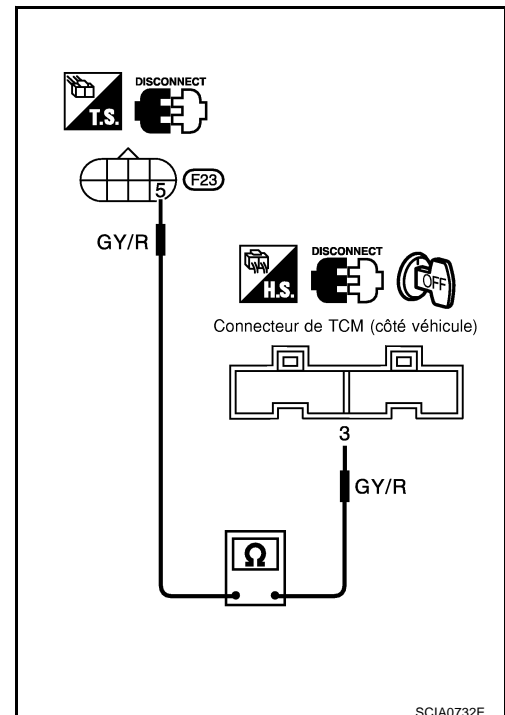 DISCONNECT
T.S.
5
F23
GY/R
DISCONNECT
H.S.
OFF
Connecteur de TCM (côté véhicule)
3
GY/R
Ω
SCIA0732E